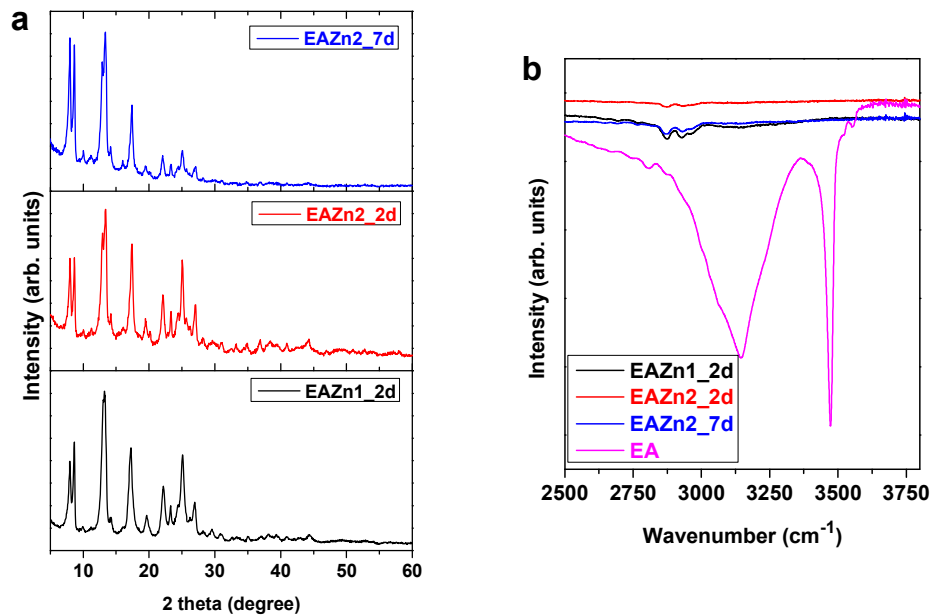 a
EAZn2_7d
EAZn2_2d
EAZn1_2d
Intensity (arb. units)
10 20 30 40 50 60
2 theta (degree)
b
EAZn1_2d
EAZn2_2d
EAZn2_7d
EA
Intensity (arb. units)
2500 2750 3000 3250 3500 3750
Wavenumber (cm⁻¹)